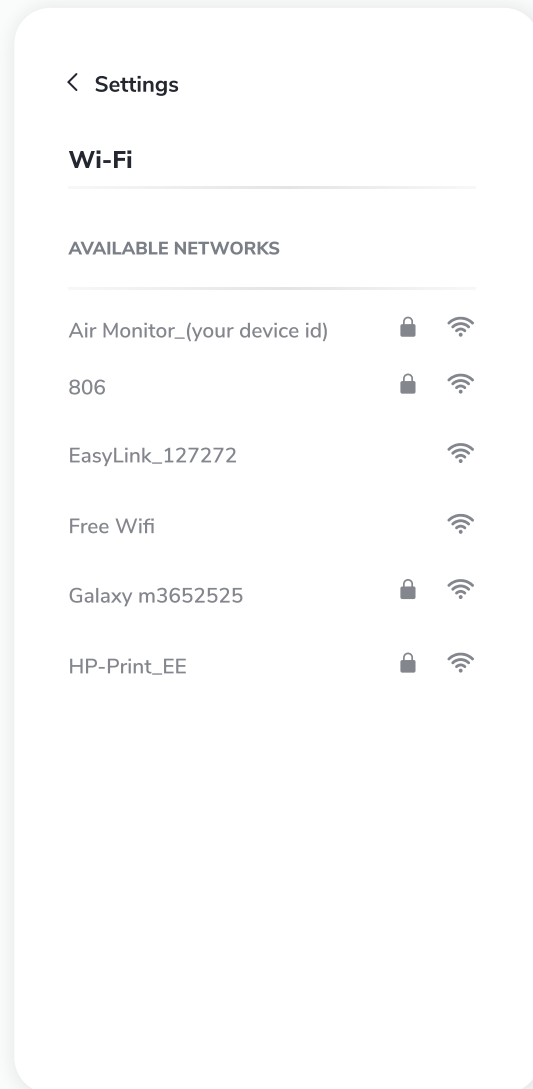 Settings
Wi-Fi
AVAILABLE NETWORKS
Air Monitor_(your device id)
806
EasyLink_127272
Free Wifi
Galaxy m3652525
HP-Print_EE